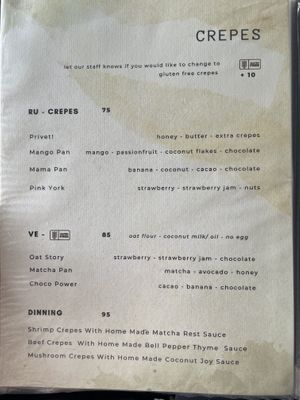 CREPES
let our staff knows if you would like to change to
gluten free crepes
+ 10
RU - CREPES 75
Privet! honey - butter - extra crepes
Mango Pan mango - passionfruit - coconut flakes - chocolate
Mama Pan banana - coconut - cacao - chocolate
Pink York strawberry - strawberry jam - nuts
VE - 85 oat flour - coconut milk/ oil - no egg
Oat Story strawberry - strawberry jam - chocolate
Matcha Pan matcha - avocado - honey
Choco Power cacao - banana - chocolate
DINNING 95
Shrimp Crepes With Home Made Matcha Rest Sauce
Beef Crepes With Home Made Bell Pepper Thyme Sauce
Mushroom Crepes With Home Made Coconut Joy Sauce